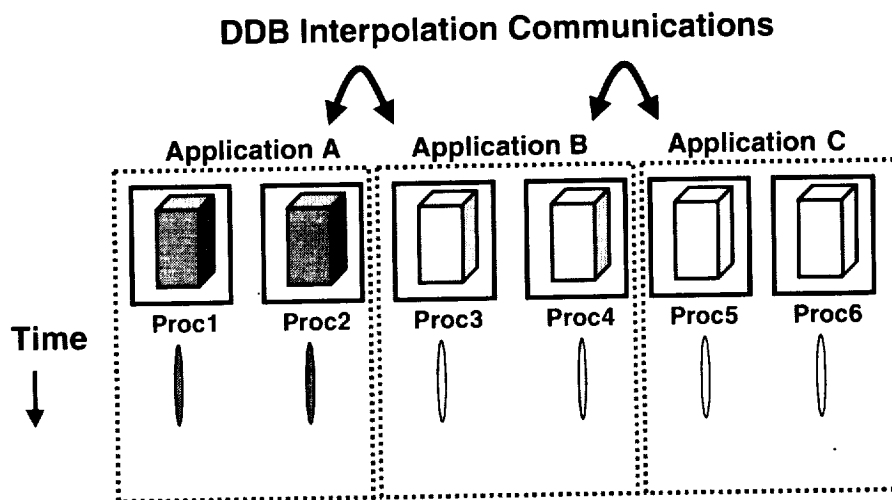 DDB Interpolation Communications
Application A Application B Application C
Proc1 Proc2 Proc3 Proc4 Proc5 Proc6
Time